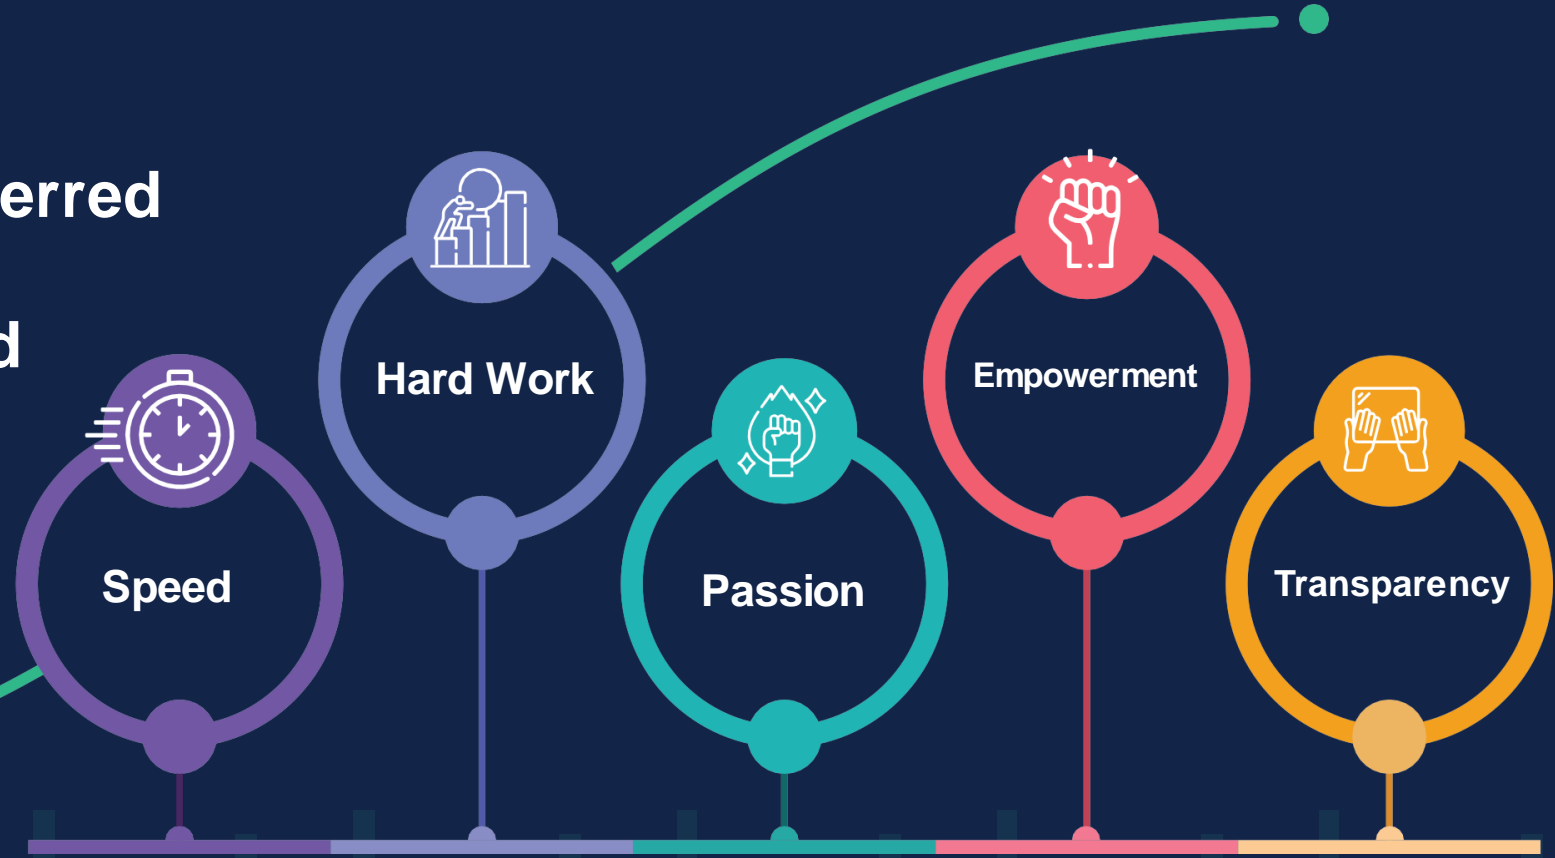 erred
d
Speed
Hard Work
Passion
Empowerment
Transparency